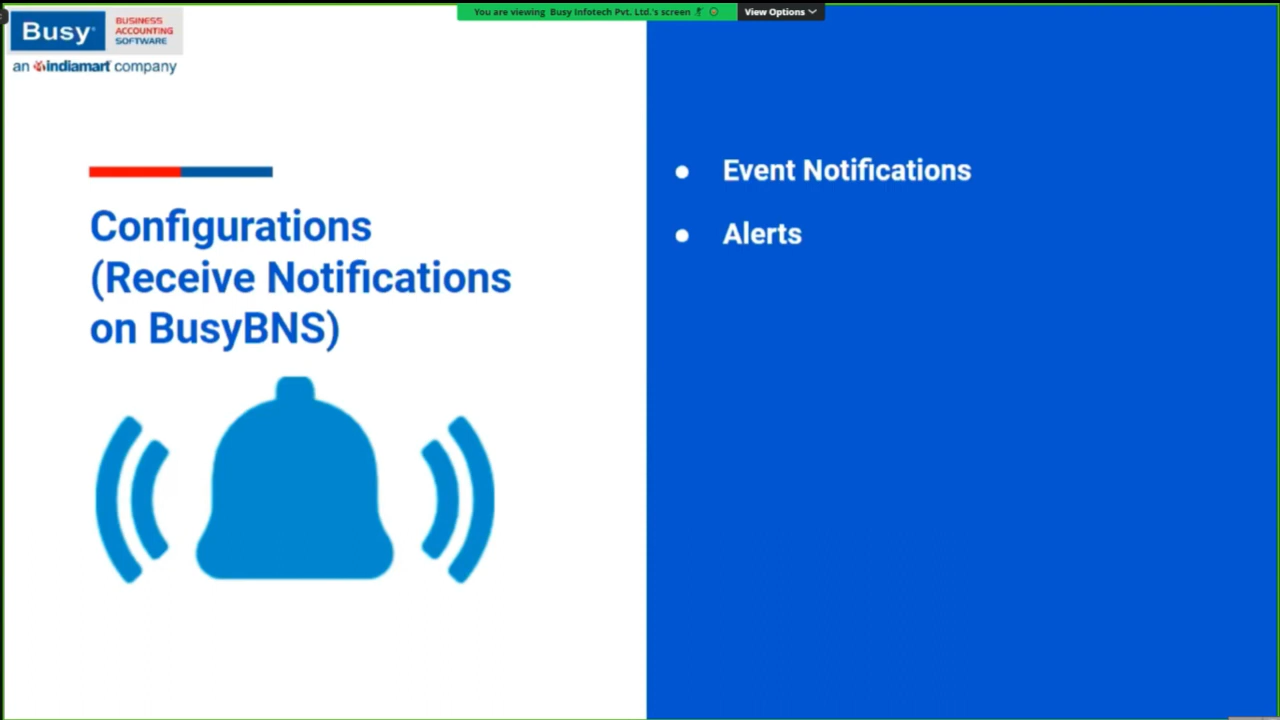 You are viewing Busy Infotech Pvt. Ltd.'s screen
View Options
Busy
BUSINESS
ACCOUNTING
SOFTWARE
an indiamart company
Configurations
(Receive Notifications
on BusyBNS)
● Event Notifications
● Alerts